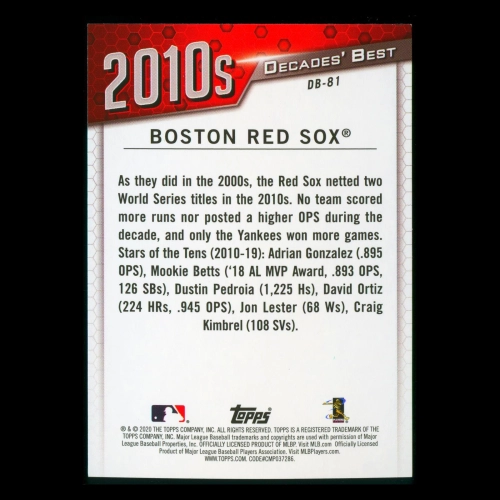 2010s
DECADES' BEST
DB-81
BOSTON RED SOX®
As they did in the 2000s, the Red Sox netted two
World Series titles in the 2010s. No team scored
more runs nor posted a higher OPS during the
decade, and only the Yankees won more games.
Stars of the Tens (2010-19): Adrian Gonzalez (.895
OPS), Mookie Betts ('18 AL MVP Award, .893 OPS,
126 SBs), Dustin Pedroia (1,225 Hs), David Ortiz
(224 HRs, .945 OPS), Jon Lester (68 Ws), Craig
Kimbrel (108 SVs).
topps
® & © 2020 THE TOPPS COMPANY, INC. ALL RIGHTS RESERVED. TOPPS IS A REGISTERED TRADEMARK OF THE
TOPPS COMPANY, INC. Major League Baseball trademarks and copyrights are used with permission of Major
League Baseball Properties, Inc. OFFICIALLY LICENSED PRODUCT OF MLBP. Visit MLB.com Officially Licensed
Product of Major League Baseball Players Association. Visit MLBPlayers.com.
WWW.TOPPS.COM. CODE#CMP037286.